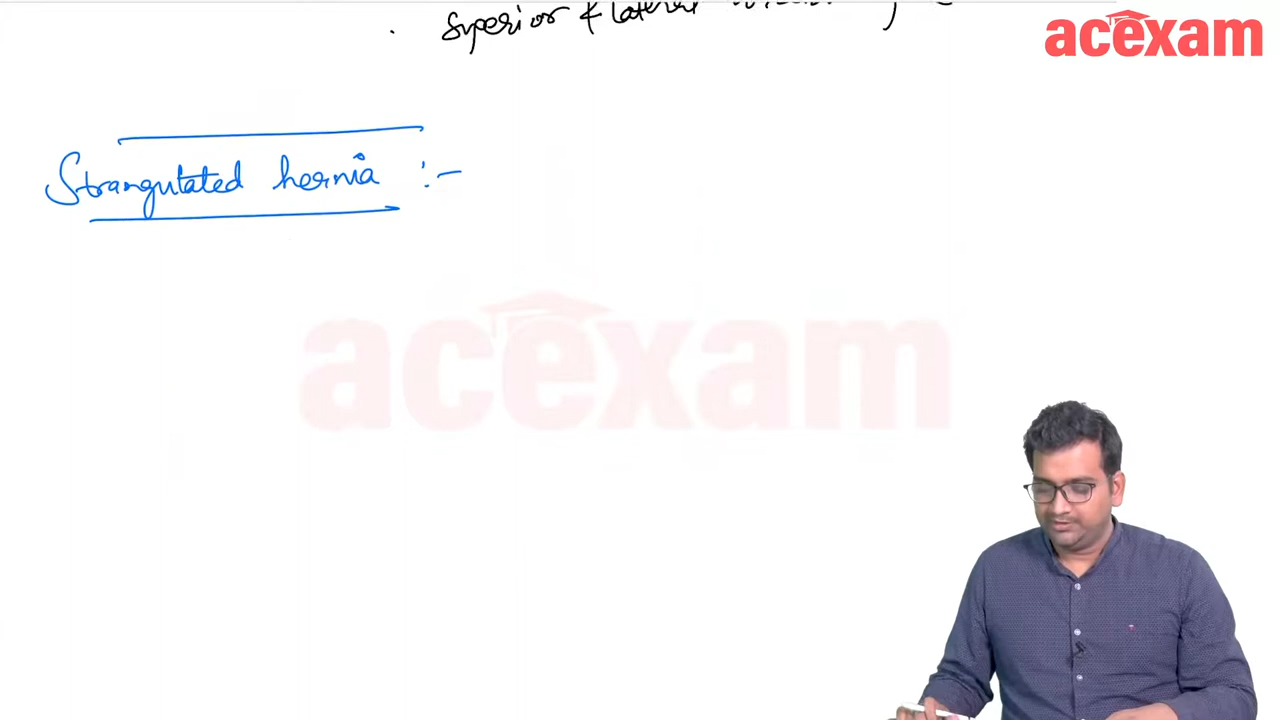 superior & lateral
acexam
Strangulated hernia :-
acexam